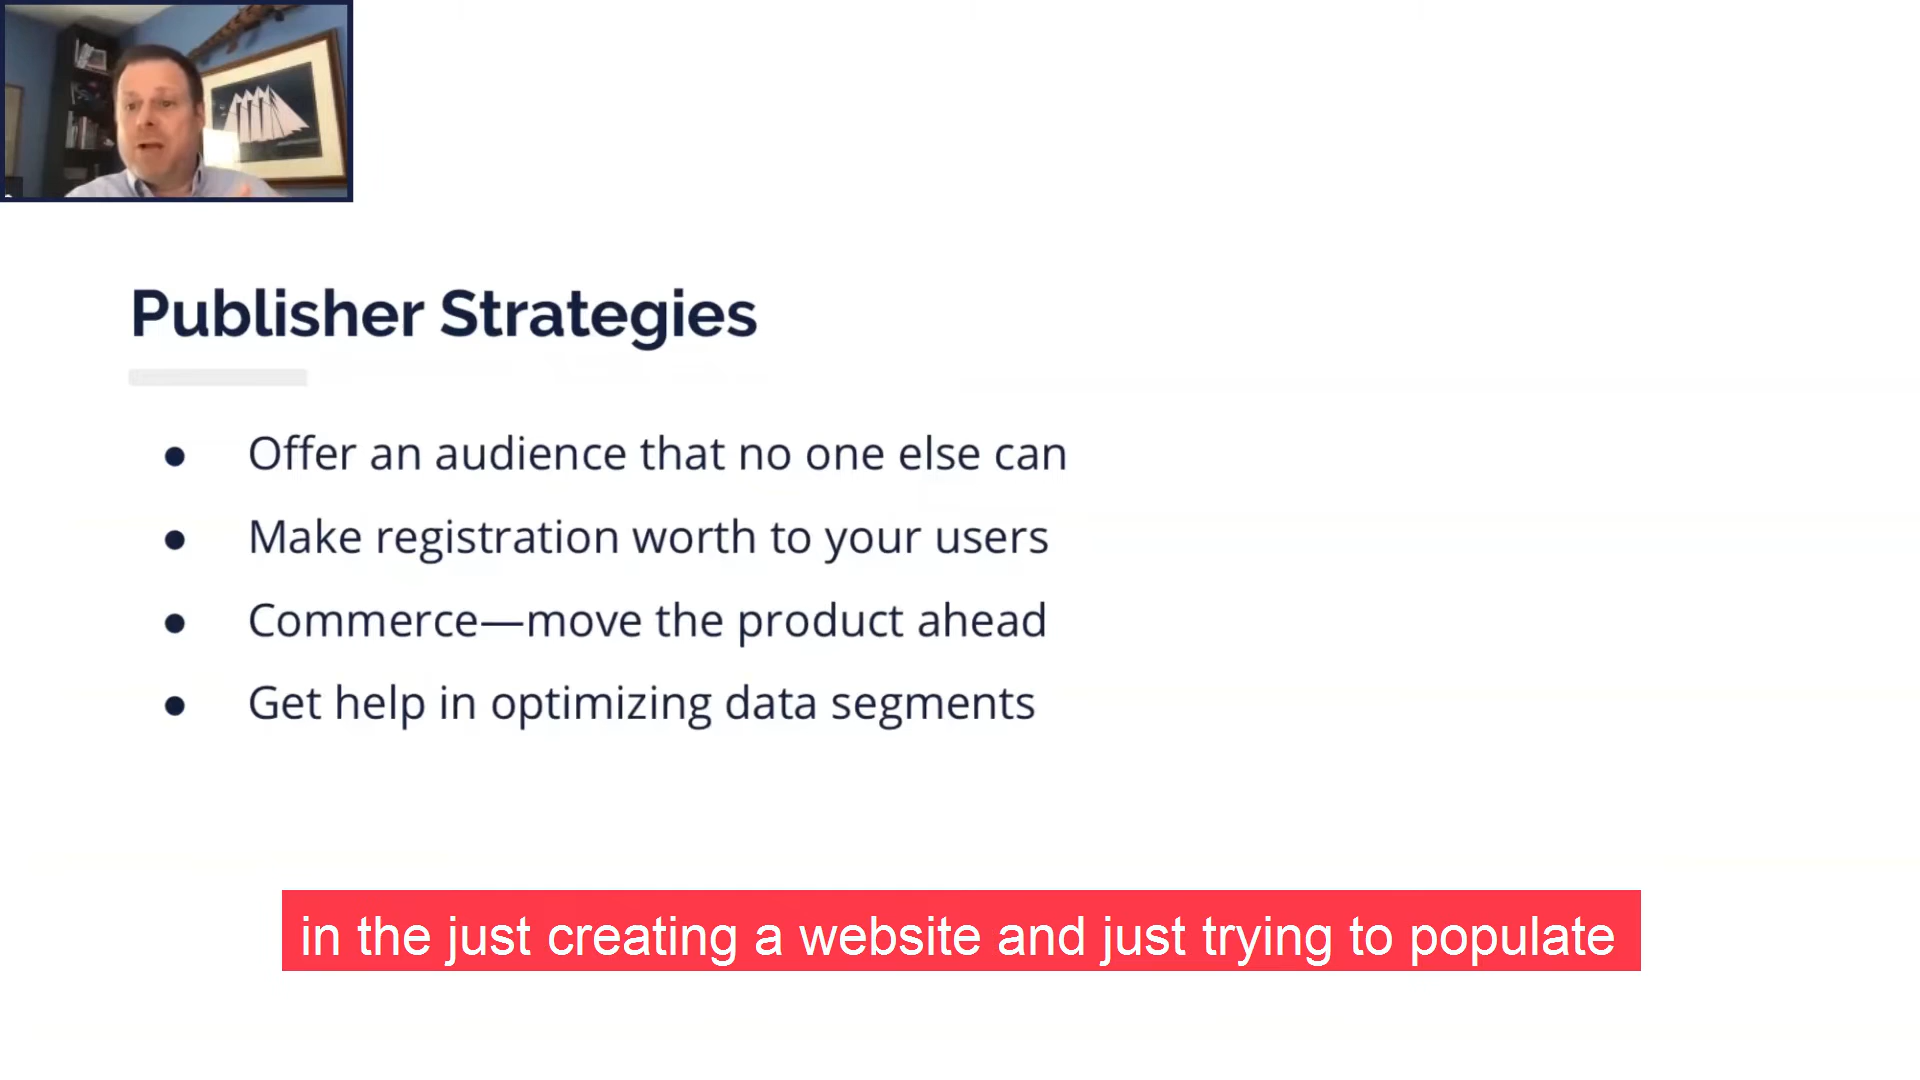 Publisher Strategies
● Offer an audience that no one else can
● Make registration worth to your users
● Commerce—move the product ahead
● Get help in optimizing data segments
in the just creating a website and just trying to populate